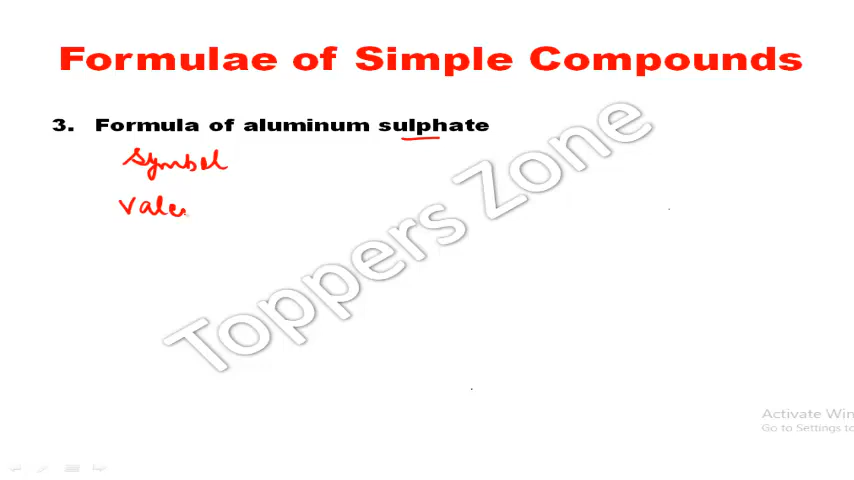 Formulae of Simple Compounds
3. Formula of aluminum sulphate
Symbol
Vale
Toppers Zone
Activate Win
Go to Settings to